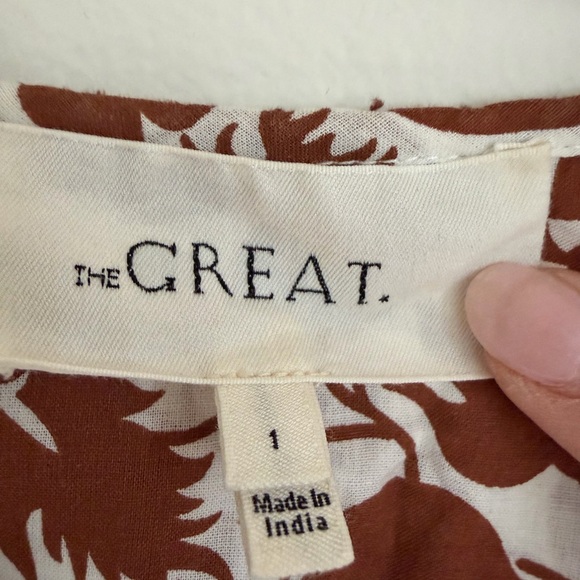 THE GREAT.
1
Made In
India